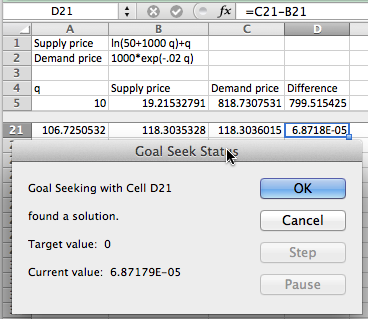 D21 fx =C21-B21
A B C D
1 Supply price ln(50+1000 q)+q
2 Demand price 1000*exp(-.02 q)
4 q Supply price Demand price Difference
5 10 19.21532791 818.7307531 799.515425
21 106.7250532 118.3035328 118.3036015 6.8718E-05
Goal Seek Status
Goal Seeking with Cell D21
found a solution.
Target value: 0
Current value: 6.87179E-05
OK
Cancel
Step
Pause